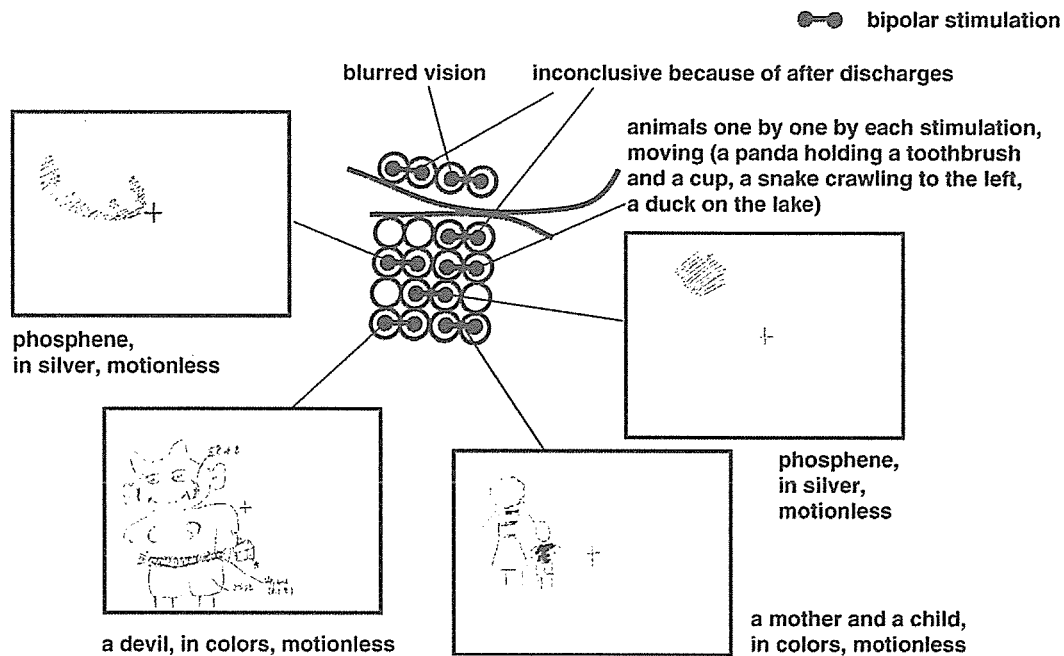 bipolar stimulation
blurred vision
inconclusive because of after discharges
animals one by one by each stimulation,
moving (a panda holding a toothbrush
and a cup, a snake crawling to the left,
a duck on the lake)
phosphene,
in silver, motionless
phosphene,
in silver,
motionless
a devil, in colors, motionless
a mother and a child,
in colors, motionless